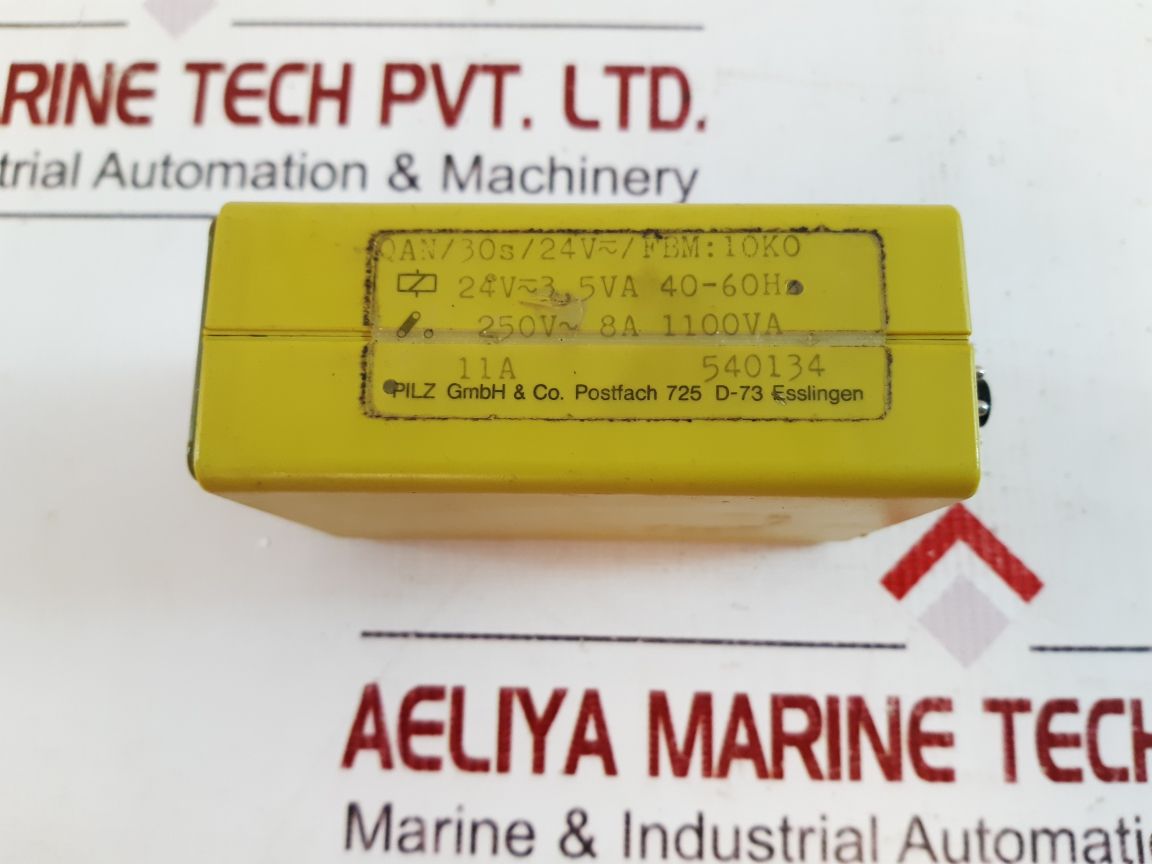 RINE TECH PVT. LTD.
trial Automation & Machinery
QAN/30s/24V≂/FBM:10KO
24V≂3,5VA 40-60Hz
250V~ 8A 1100VA
11A 540134
PILZ GmbH & Co. Postfach 725 D-73 Esslingen
AELIYA MARINE TECH
Marine & Industrial Automati